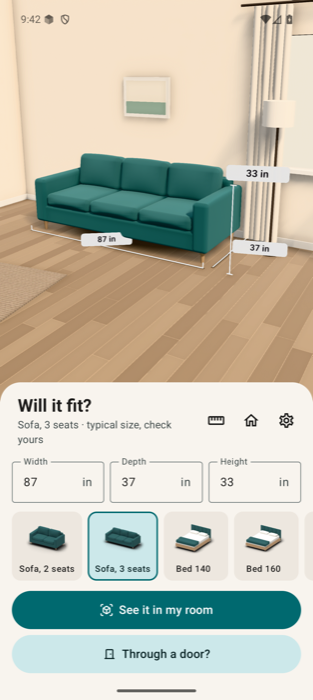 9:42
33 in
87 in
37 in
Will it fit?
Sofa, 3 seats · typical size, check
yours
Width
Depth
Height
87 in
37 in
33 in
Sofa, 2 seats
Sofa, 3 seats
Bed 140
Bed 160
See it in my room
Through a door?